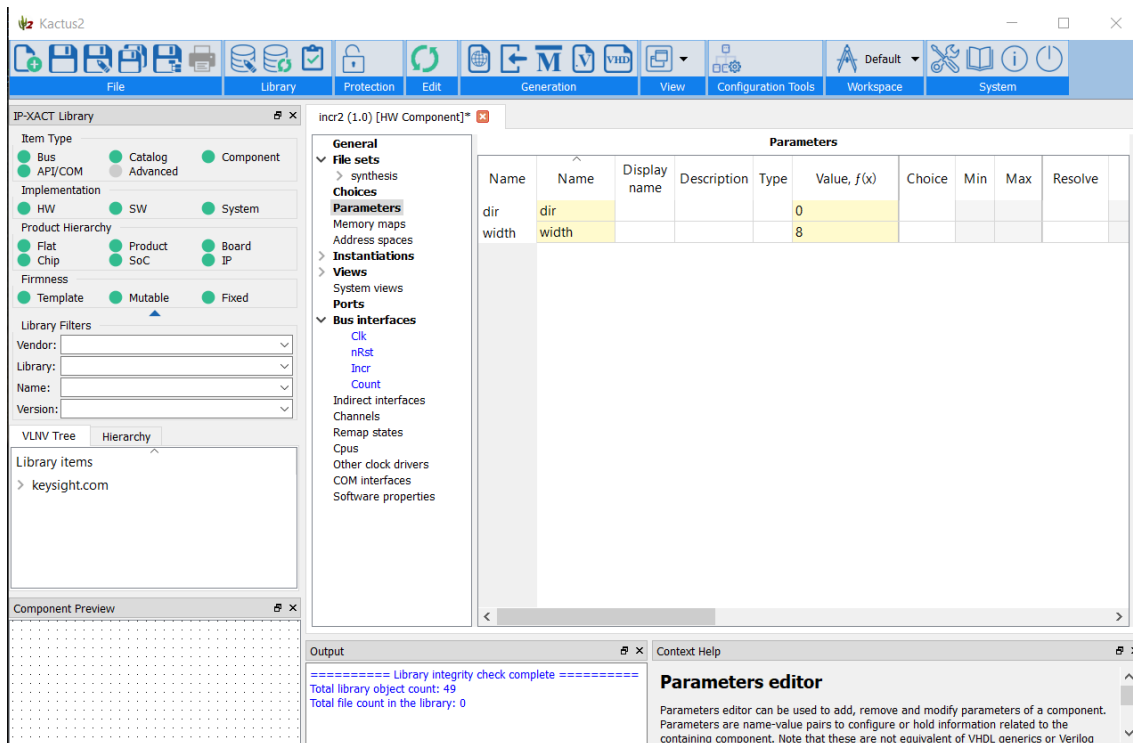 Kactus2
VHD
Default
File
Library
Protection
Edit
Generation
View
Configuration Tools
Workspace
System
IP-XACT Library
Item Type
Bus
Catalog
Component
API/COM
Advanced
Implementation
HW
SW
System
Product Hierarchy
Flat
Product
Board
Chip
SoC
IP
Firmness
Template
Mutable
Fixed
Library Filters
Vendor:
Library:
Name:
Version:
VLNV Tree
Hierarchy
Library items
keysight.com
Component Preview
incr2 (1.0) [HW Component]*
General
File sets
synthesis
Choices
Parameters
Memory maps
Address spaces
Instantiations
Views
System views
Ports
Bus interfaces
Clk
nRst
Incr
Count
Indirect interfaces
Channels
Remap states
Cpus
Other clock drivers
COM interfaces
Software properties
Parameters
Name Name Display name Description Type Value, f(x) Choice Min Max Resolve
dir dir 0
width width 8
Output
========== Library integrity check complete ==========
Total library object count: 49
Total file count in the library: 0
Context Help
Parameters editor
Parameters editor can be used to add, remove and modify parameters of a component.
Parameters are name-value pairs to configure or hold information related to the
containing component. Note that these are not equivalent of VHDL generics or Verilog